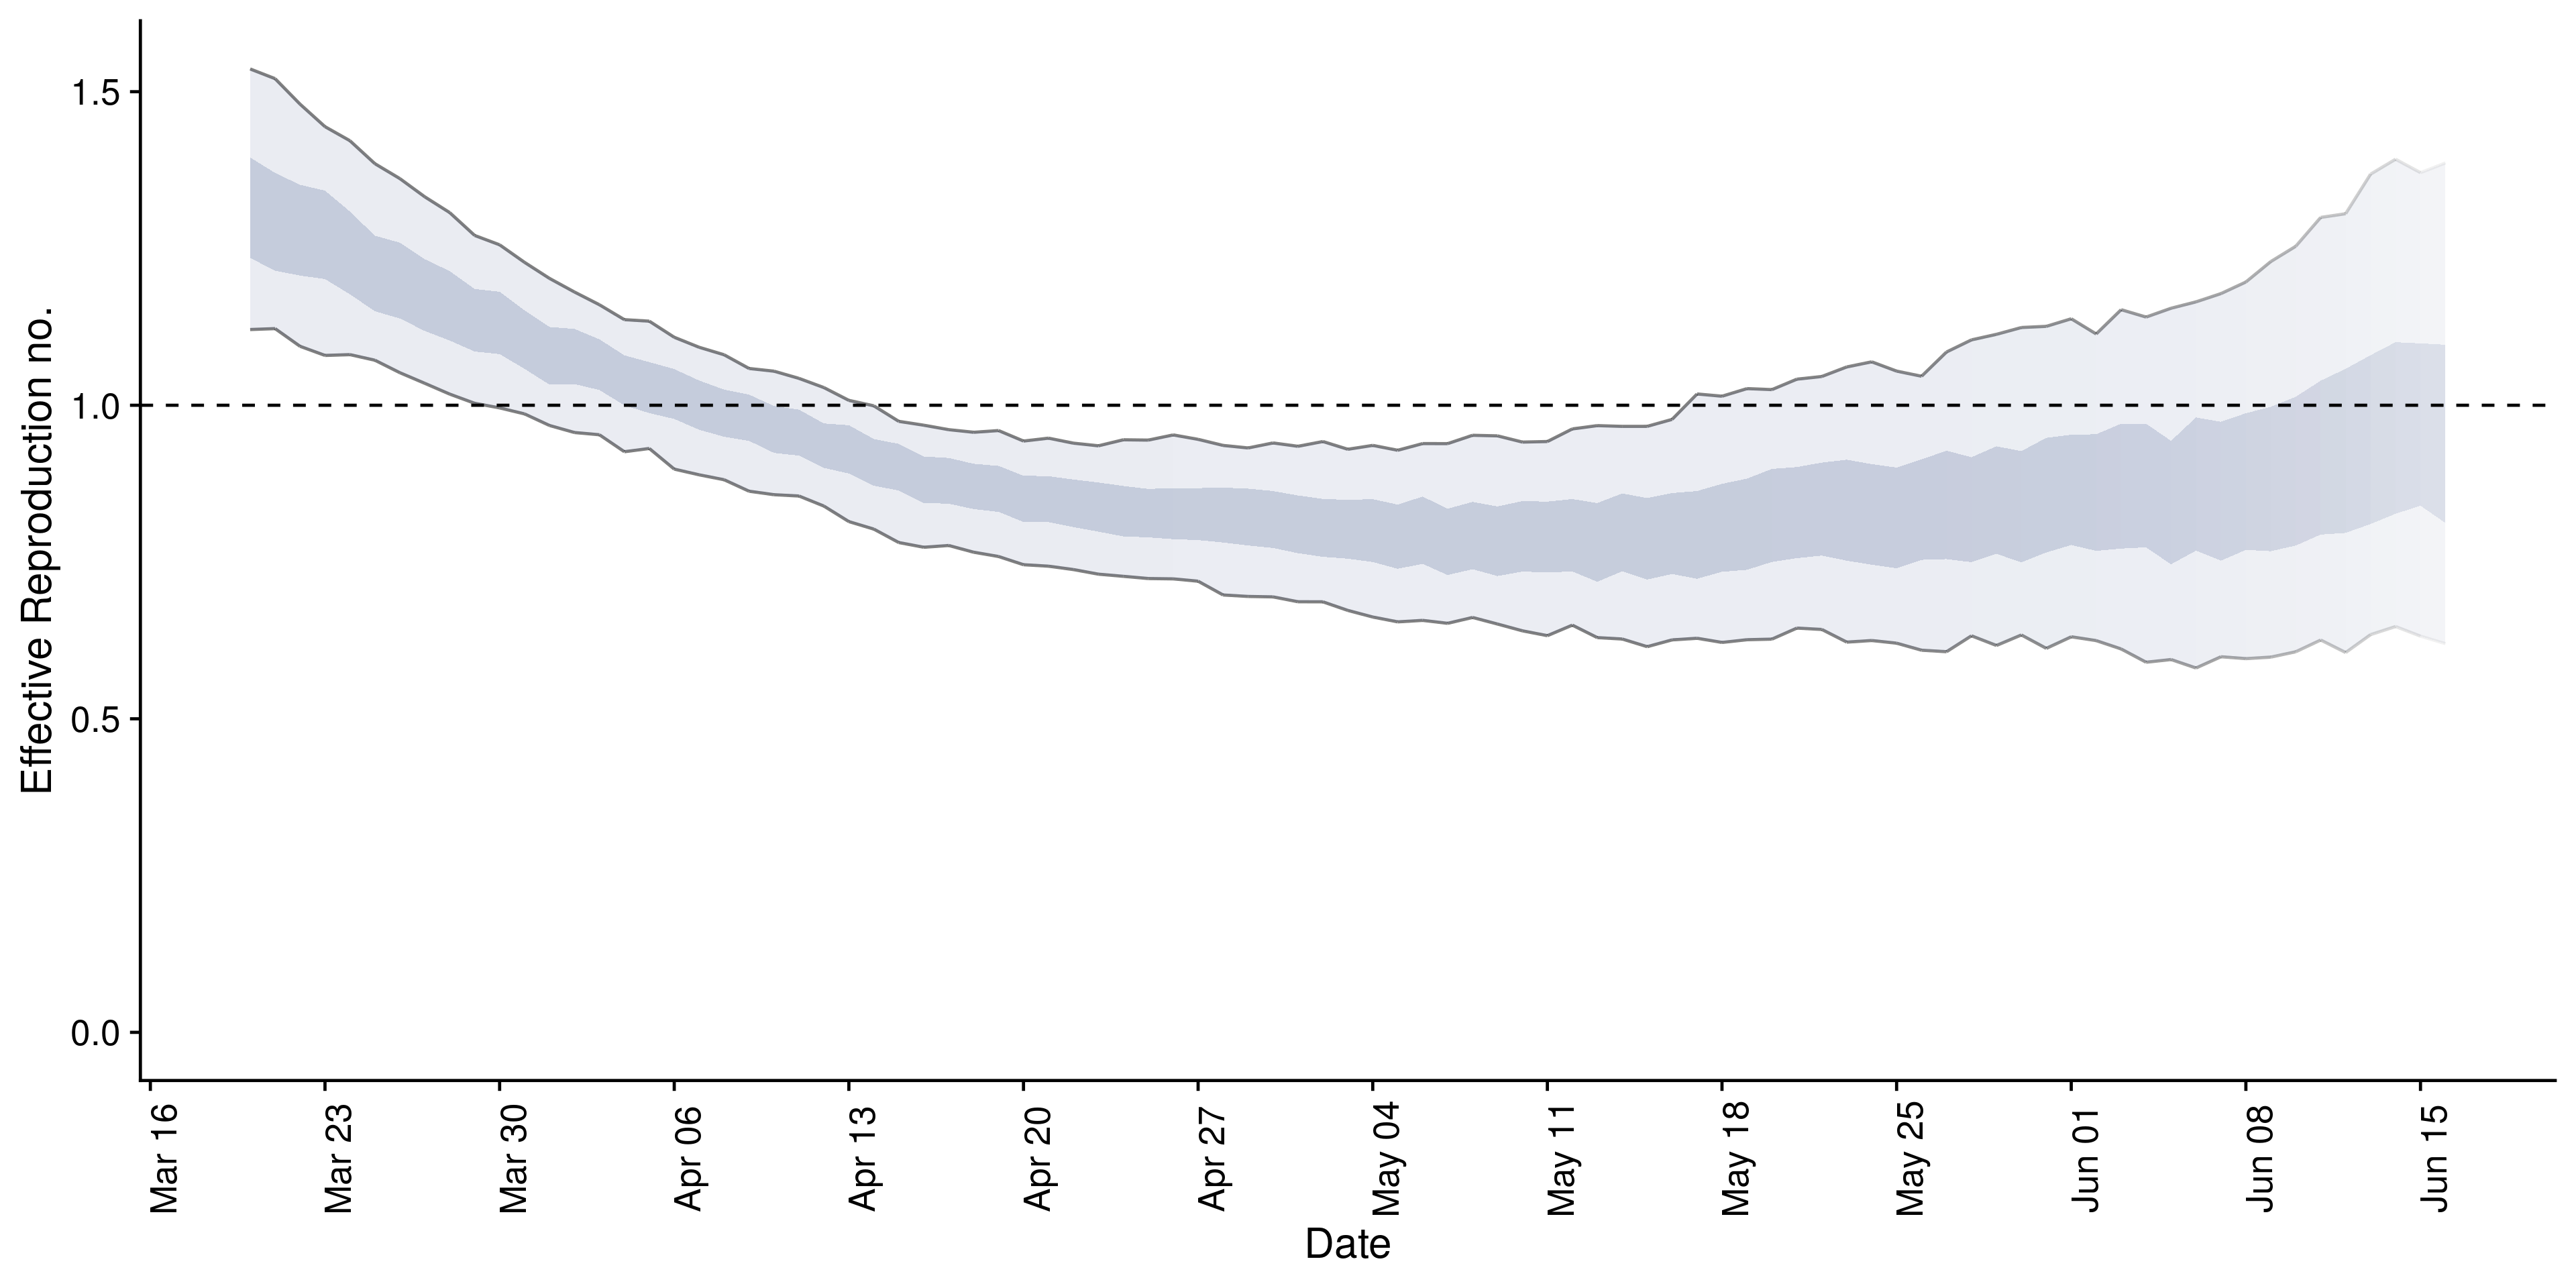 Effective Reproduction no.
1.5
1.0
0.5
0.0
Mar 16
Mar 23
Mar 30
Apr 06
Apr 13
Apr 20
Apr 27
May 04
May 11
May 18
May 25
Jun 01
Jun 08
Jun 15
Date